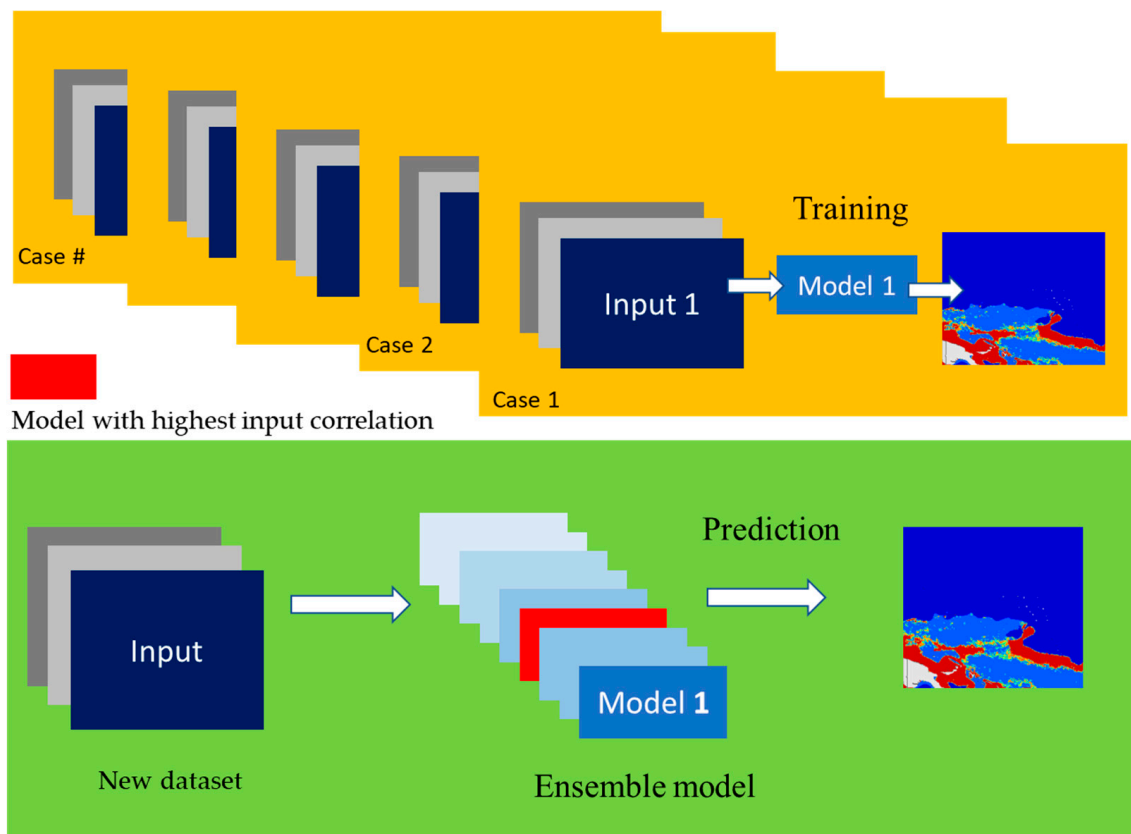 Training
Case #
Input 1
Model 1
Case 2
Case 1
Model with highest input correlation
Prediction
Input
Model 1
New dataset
Ensemble model